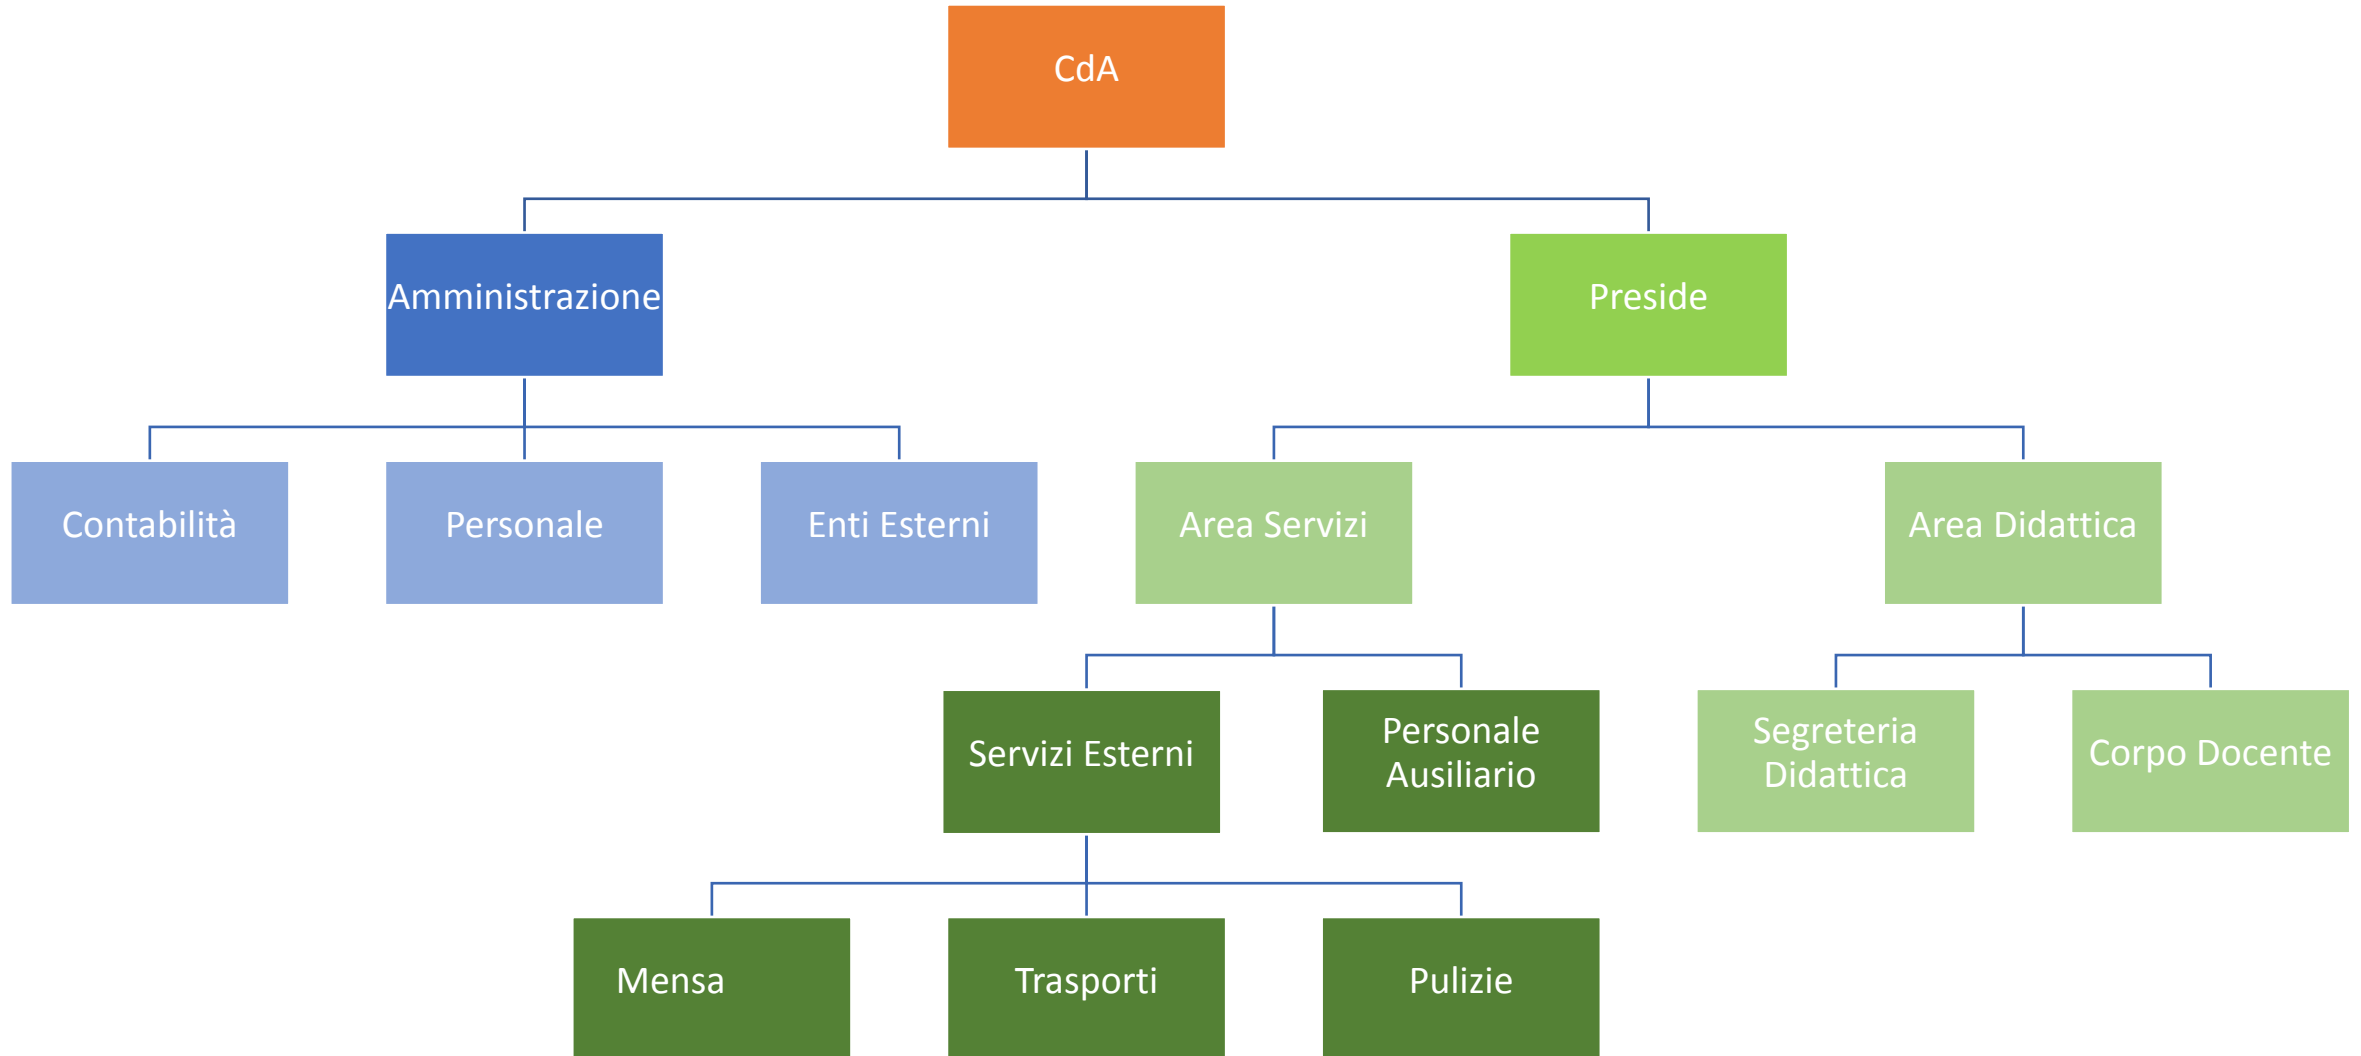 CdA
Amministrazione
Preside
Contabilità
Personale
Enti Esterni
Area Servizi
Area Didattica
Servizi Esterni
Personale
Ausiliario
Segreteria
Didattica
Corpo Docente
Mensa
Trasporti
Pulizie